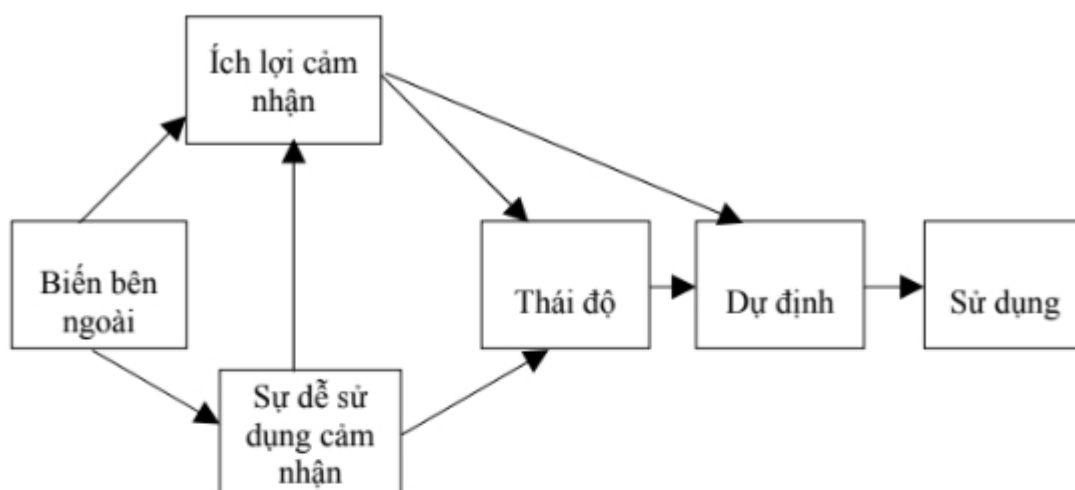 Ích lợi cảm
nhận
Biến bên
ngoài
Sự dễ sử
dụng cảm
nhận
Thái độ
Dự định
Sử dụng